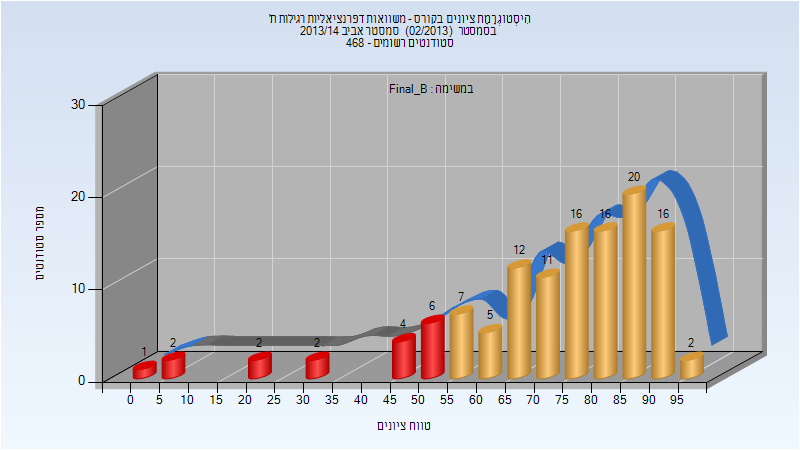 היסטוגרמת ציונים בקורס - משוואות דפרנציאליות רגילות ח'
בסמסטר (02/2013) סמסטר אביב 2013/14
סטודנטים רשומים - 468
במשימה : Final_B
מספר סטודנטים
30
20
10
0
1
2
2
2
4
6
7
5
12
11
16
16
20
16
2
0 5 10 15 20 25 30 35 40 45 50 55 60 65 70 75 80 85 90 95
טווח ציונים